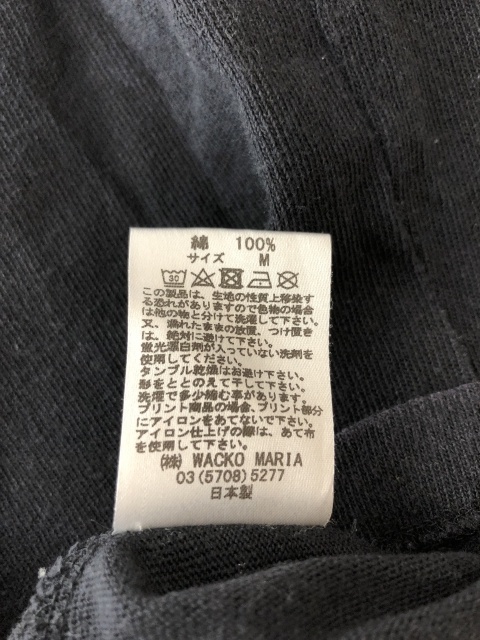 綿 100%
サイズ M
30
この製品は、生地の性質上移染す
る恐れがありますので色物の場合
は他の物と分けて洗濯して下さい。
又、濡れたままの放置、つけ置き
は、絶対に避けて下さい。
蛍光漂白剤が入っていない洗剤を
使用してください。
タンブル乾燥はお避け下さい。
形をととのえて干して下さい。
洗濯で多少縮む事があります。
プリント商品の場合、プリント部分
にアイロンをあてないで下さい。
アイロン仕上げの際は、あて布
を使用して下さい。
(株) WACKO MARIA
03(5708)5277
日本製